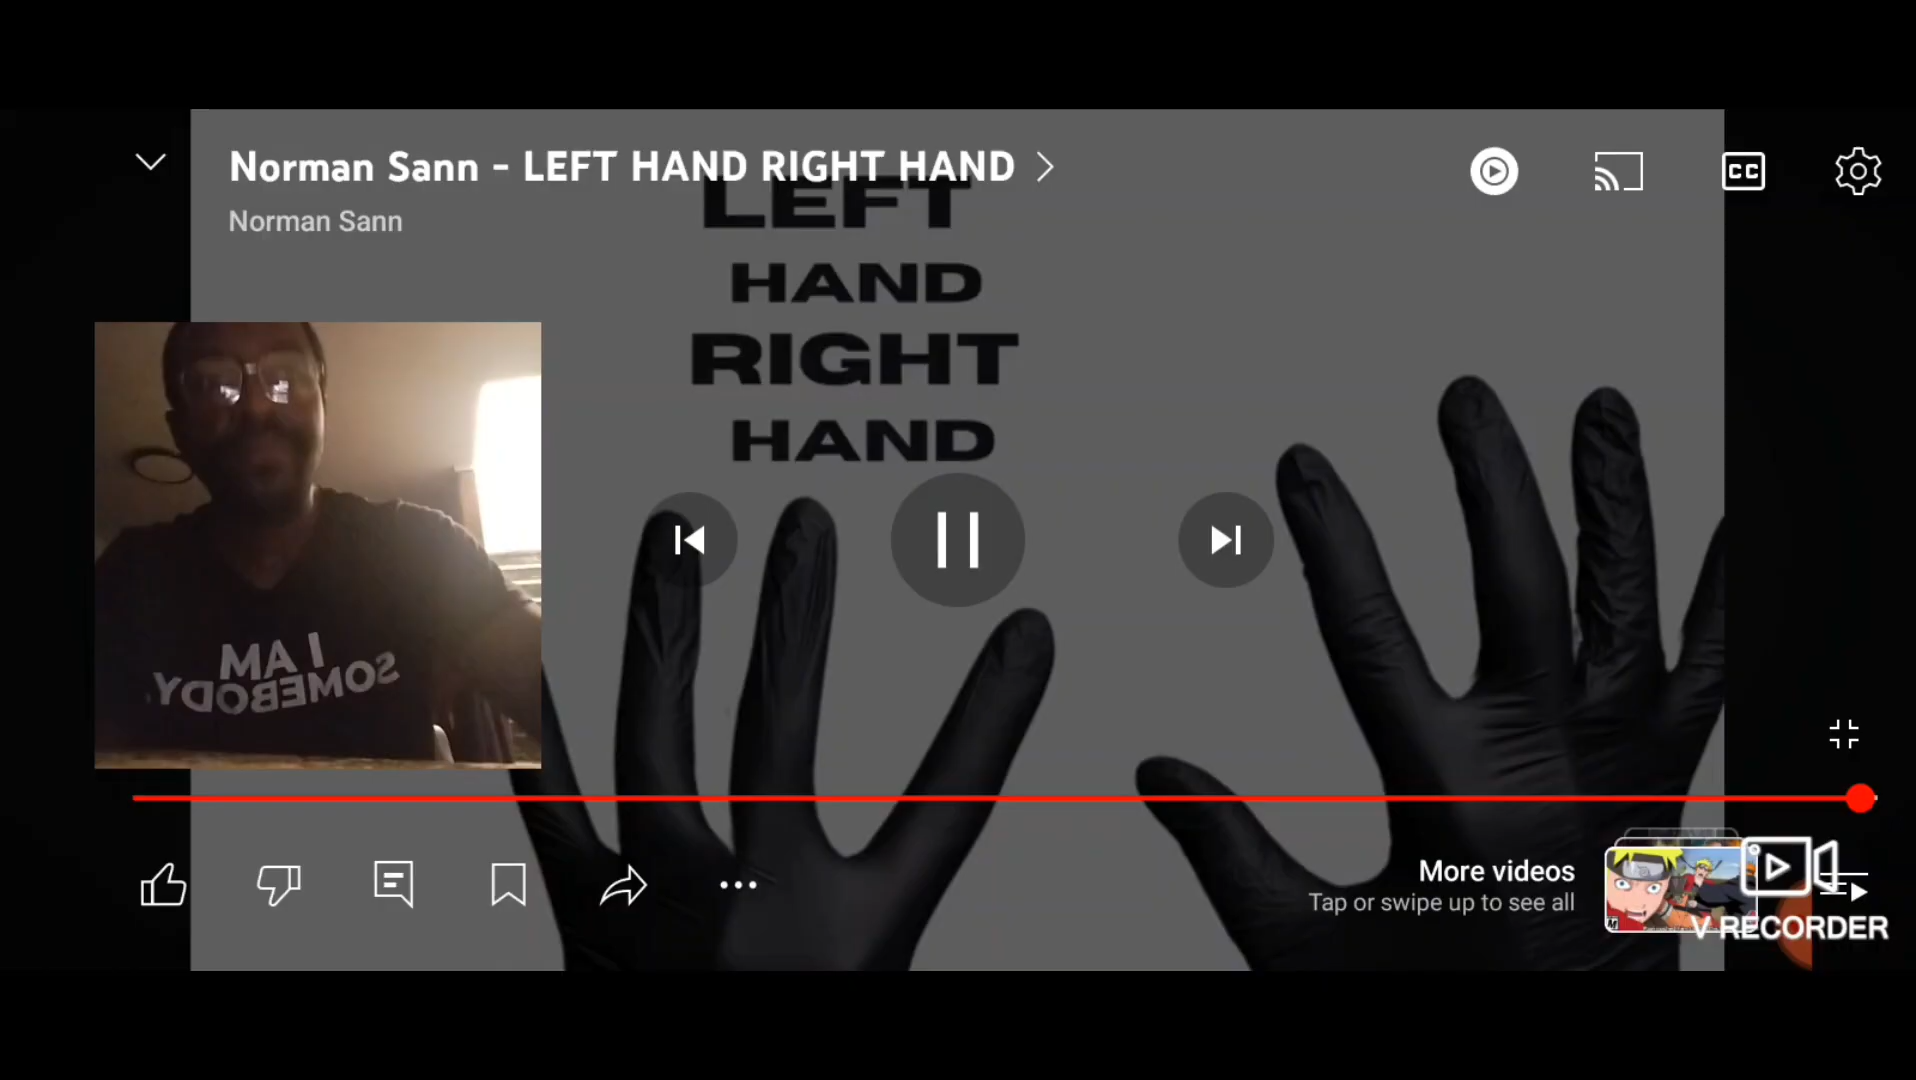 Norman Sann - LEFT HAND RIGHT HAND
Norman Sann
CC
LEFT
HAND
RIGHT
HAND
I AM
SOMEBODY
More videos
Tap or swipe up to see all
V RECORDER